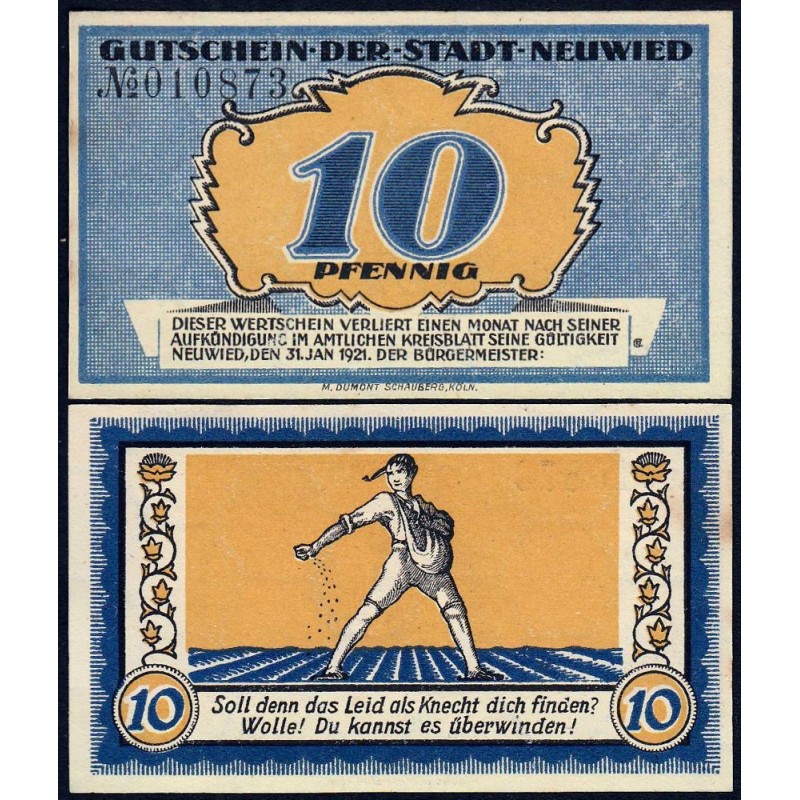 GUTSCHEIN·DER·STADT·NEUWIED
№010873
10
PFENNIG
DIESER WERTSCHEIN VERLIERT EINEN MONAT NACH SEINER
AUFKÜNDIGUNG IM AMTLICHEN KREISBLATT SEINE GÜLTIGKEIT
NEUWIED, DEN 31. JAN 1921. DER BÜRGERMEISTER:
M. DUMONT SCHAUBERG, KÖLN.
Soll denn das Leid als Knecht dich finden?
Wolle! Du kannst es überwinden!
10
10